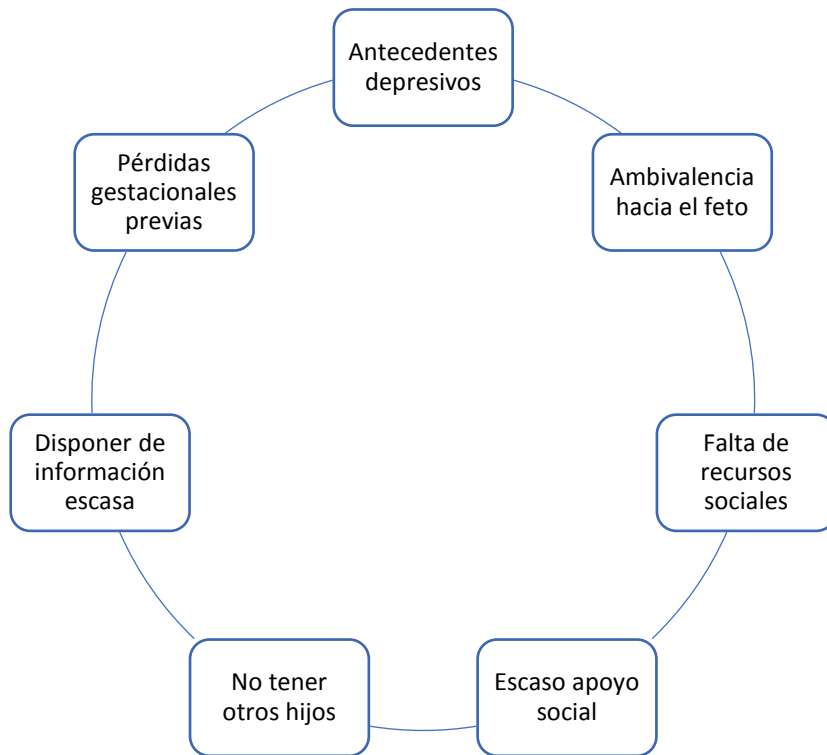 Antecedentes
depresivos
Ambivalencia
hacia el feto
Falta de
recursos
sociales
Escaso apoyo
social
No tener
otros hijos
Disponer de
información
escasa
Pérdidas
gestacionales
previas